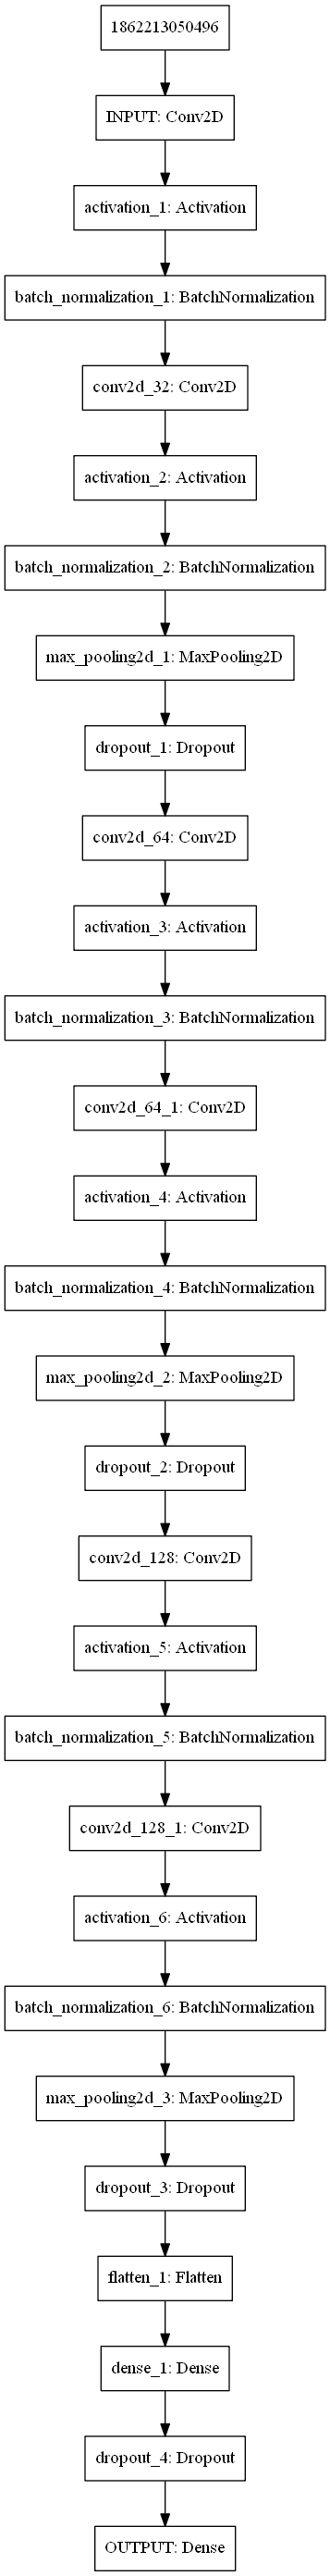 1862213050496
INPUT: Conv2D
activation_1: Activation
batch_normalization_1: BatchNormalization
conv2d_32: Conv2D
activation_2: Activation
batch_normalization_2: BatchNormalization
max_pooling2d_1: MaxPooling2D
dropout_1: Dropout
conv2d_64: Conv2D
activation_3: Activation
batch_normalization_3: BatchNormalization
conv2d_64_1: Conv2D
activation_4: Activation
batch_normalization_4: BatchNormalization
max_pooling2d_2: MaxPooling2D
dropout_2: Dropout
conv2d_128: Conv2D
activation_5: Activation
batch_normalization_5: BatchNormalization
conv2d_128_1: Conv2D
activation_6: Activation
batch_normalization_6: BatchNormalization
max_pooling2d_3: MaxPooling2D
dropout_3: Dropout
flatten_1: Flatten
dense_1: Dense
dropout_4: Dropout
OUTPUT: Dense